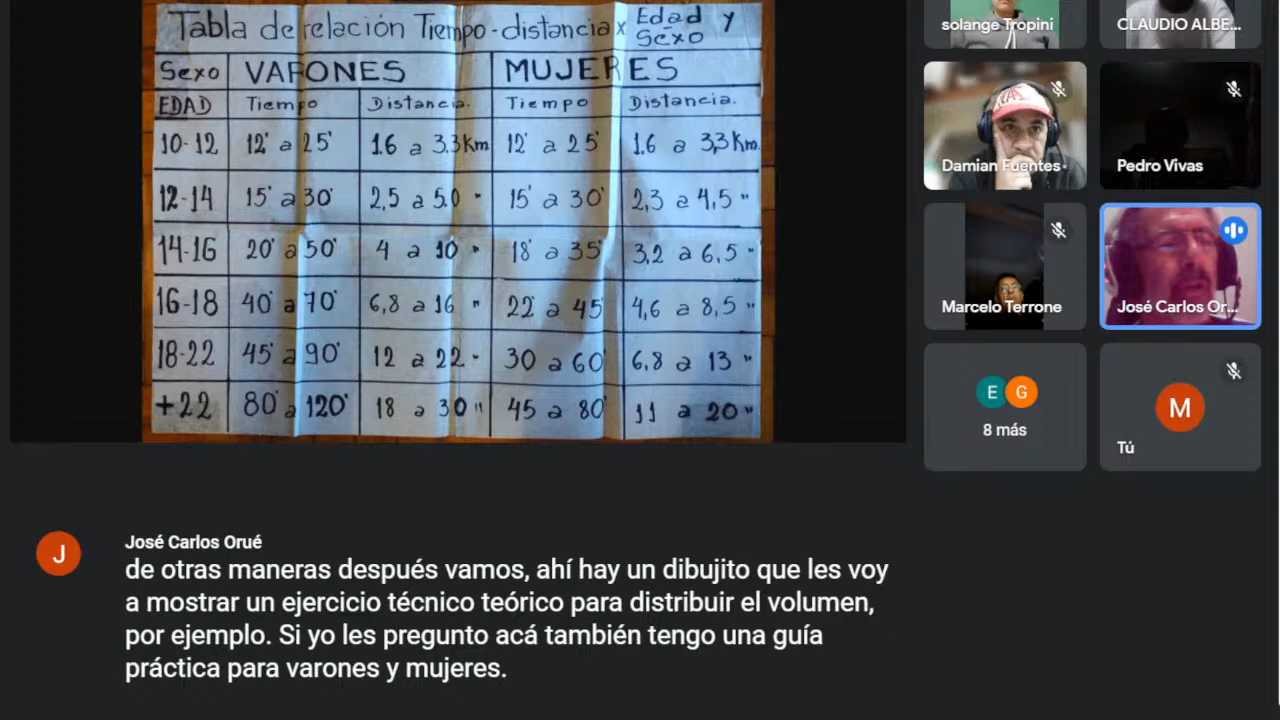 Tabla de relación Tiempo-distancia x Edad y Sexo
Sexo VARONES MUJERES
EDAD Tiempo Distancia. Tiempo Distancia.
10-12 12' a 25' 1.6 a 3.3 Km 12' a 25' 1.6 a 3,3 Km.
12-14 15' a 30' 2,5 a 5.0 " 15' a 30' 2,3 a 4,5 "
14-16 20' a 50' 4 a 10 " 18' a 35' 3,2 a 6,5 "
16-18 40' a 70' 6,8 a 16 " 22' a 45' 4,6 a 8,5 "
18-22 45' a 90' 12 a 22 " 30 a 60' 6,8 a 13 "
+22 80' a 120' 18 a 30 " 45 a 80' 11 a 20 "
solange Tropini
CLAUDIO ALBE...
Damian Fuentes
Pedro Vivas
Marcelo Terrone
José Carlos Or...
E G
8 más
M
Tú
J
José Carlos Orué
de otras maneras después vamos, ahí hay un dibujito que les voy
a mostrar un ejercicio técnico teórico para distribuir el volumen,
por ejemplo. Si yo les pregunto acá también tengo una guía
práctica para varones y mujeres.